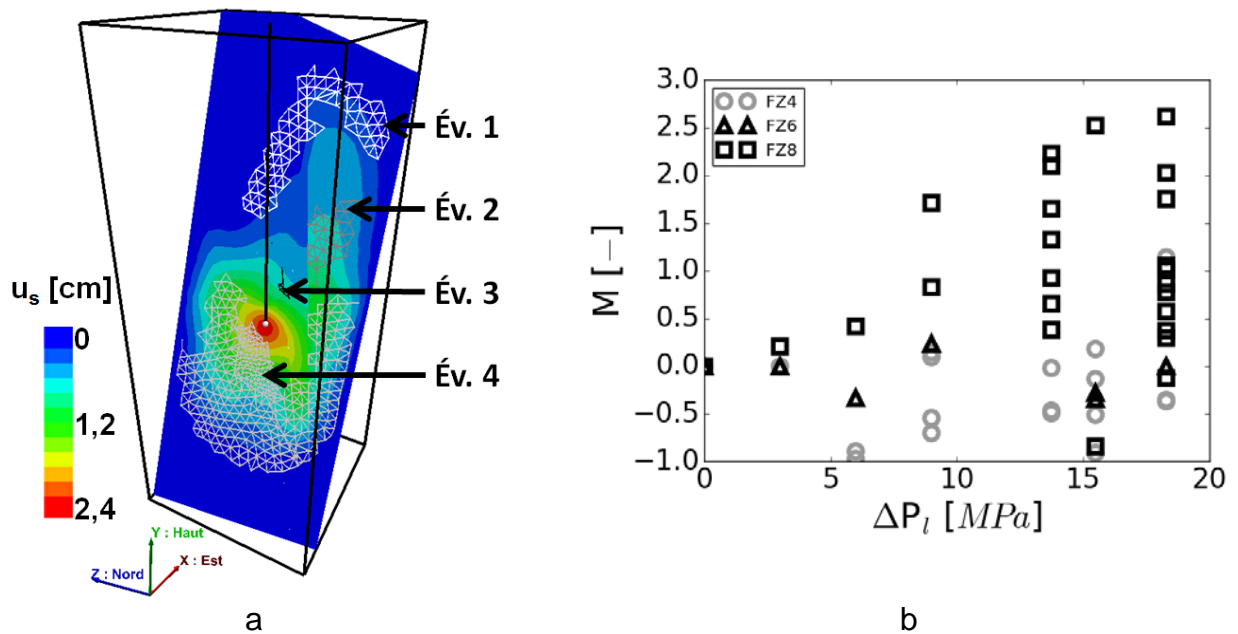 Év. 1
Év. 2
Év. 3
Év. 4
us [cm]
0
1,2
2,4
Y : Haut
X : Est
Z : Nord
a
3.0
2.5
2.0
1.5
1.0
0.5
0.0
−0.5
−1.0
M [−]
FZ4
FZ6
FZ8
0 5 10 15 20
ΔPl [MPa]
b